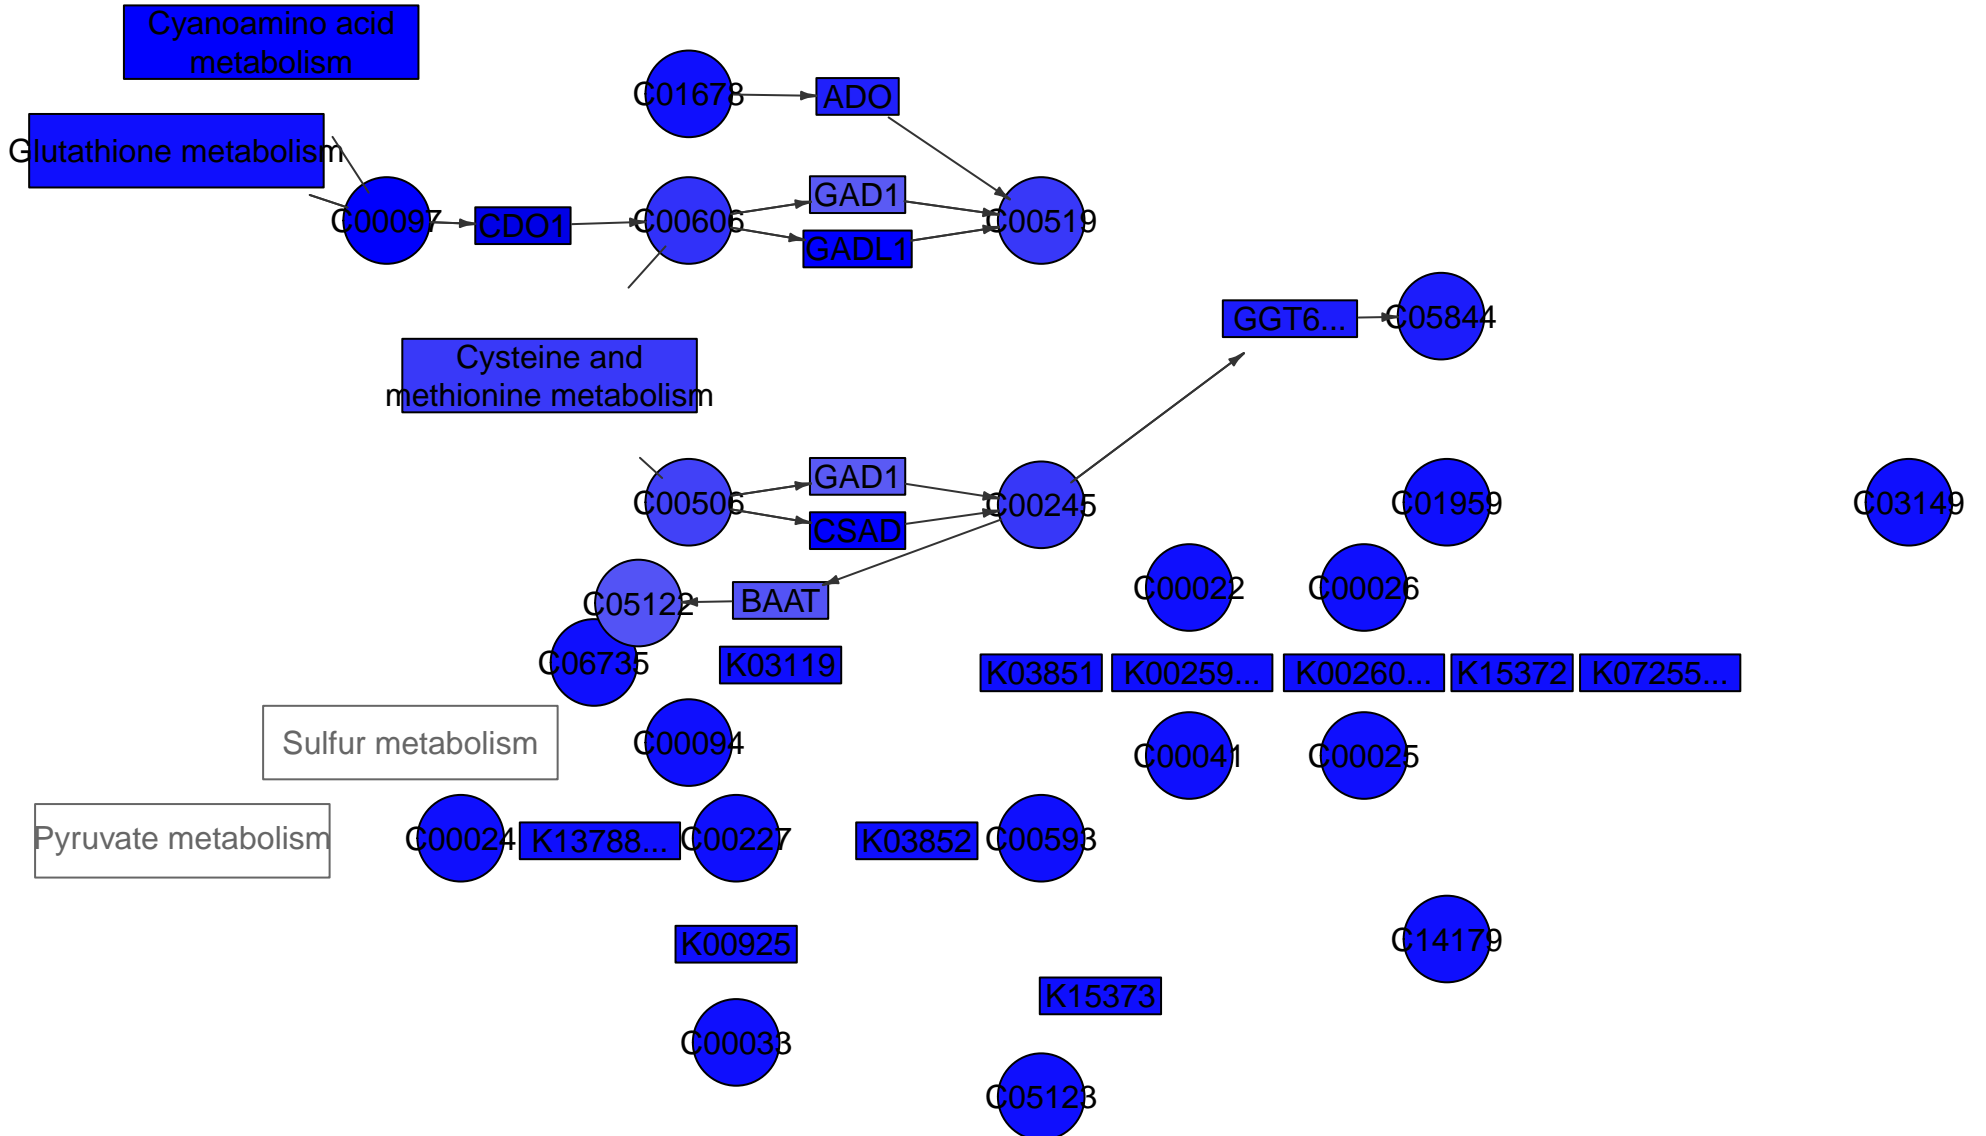 Cyanoamino acid
metabolism
C01678
ADO
Glutathione metabolism
GAD1
C00097
CDO1
C00606
C00519
GADL1
GGT6...
C05844
Cysteine and
methionine metabolism
GAD1
C00506
C00245
C01959
C03149
CSAD
C00022
C00026
C05122
BAAT
C06735
K03119
K03851
K00259...
K00260...
K15372
K07255...
Sulfur metabolism
C00094
C00041
C00025
Pyruvate metabolism
C00024
K13788...
C00227
K03852
C00593
K00925
C14179
K15373
C00033
C05123